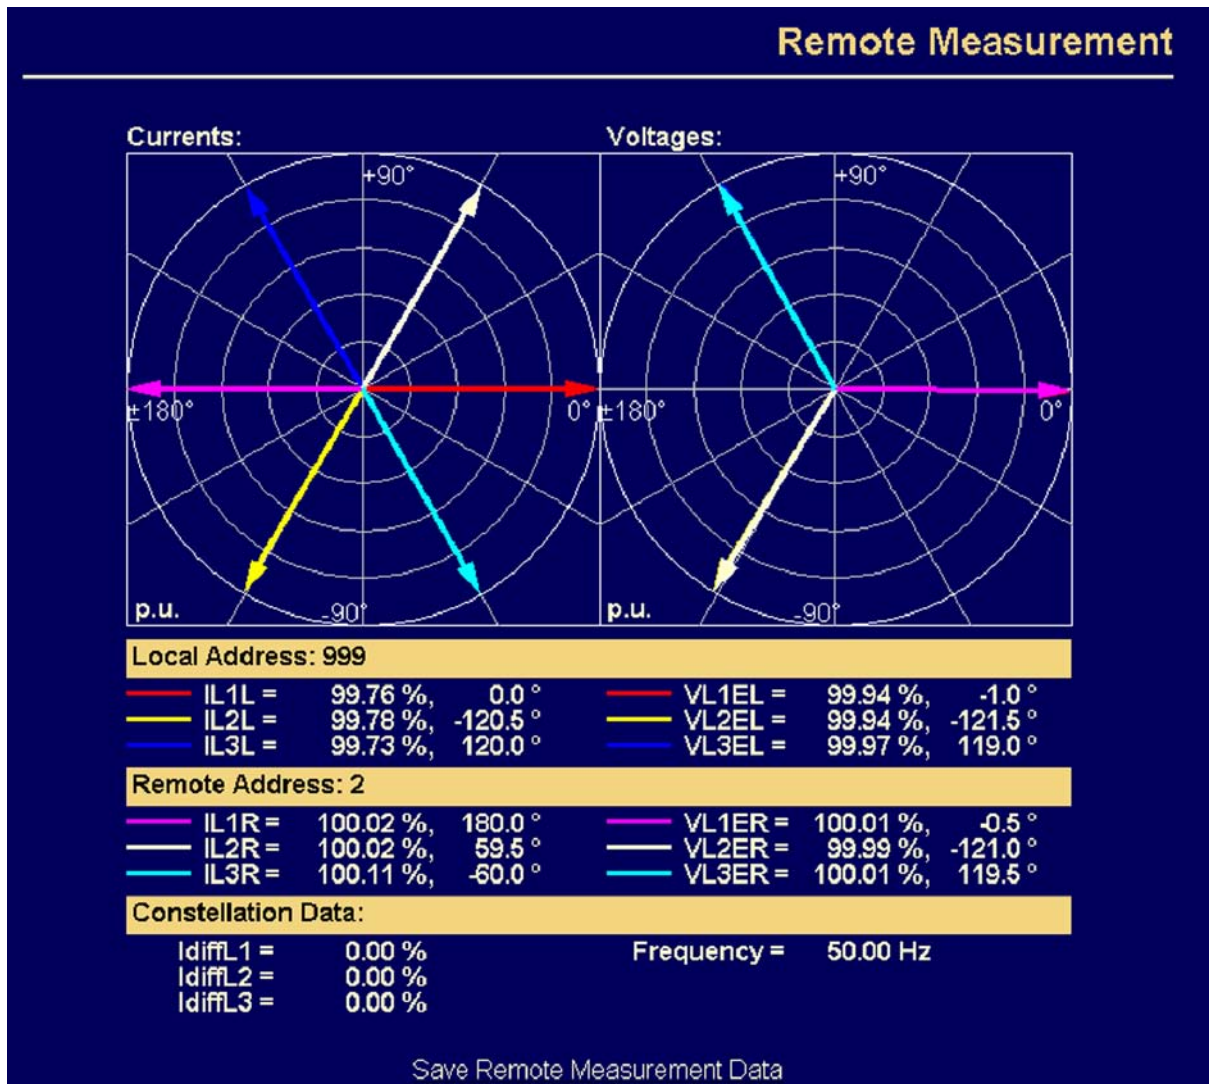 Remote Measurement
Currents: Voltages:
+90° +90°
±180° 0° ±180° 0°
p.u. -90° p.u. -90°
Local Address: 999
IL1L = 99.76 %, 0.0 ° VL1EL = 99.94 %, -1.0 °
IL2L = 99.78 %, -120.5 ° VL2EL = 99.94 %, -121.5 °
IL3L = 99.73 %, 120.0 ° VL3EL = 99.97 %, 119.0 °
Remote Address: 2
IL1R = 100.02 %, 180.0 ° VL1ER = 100.01 %, -0.5 °
IL2R = 100.02 %, 59.5 ° VL2ER = 99.99 %, -121.0 °
IL3R = 100.11 %, -60.0 ° VL3ER = 100.01 %, 119.5 °
Constellation Data:
IdiffL1 = 0.00 % Frequency = 50.00 Hz
IdiffL2 = 0.00 %
IdiffL3 = 0.00 %
Save Remote Measurement Data